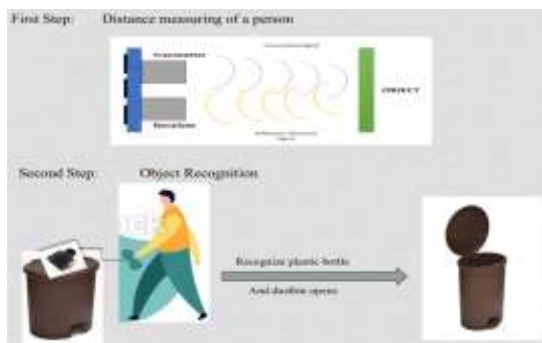 First Step: Distance measuring of a person
Transmitter
OBJECT
Receiver
Second Step: Object Recognition
Recognize plastic bottle
And dustbin opens